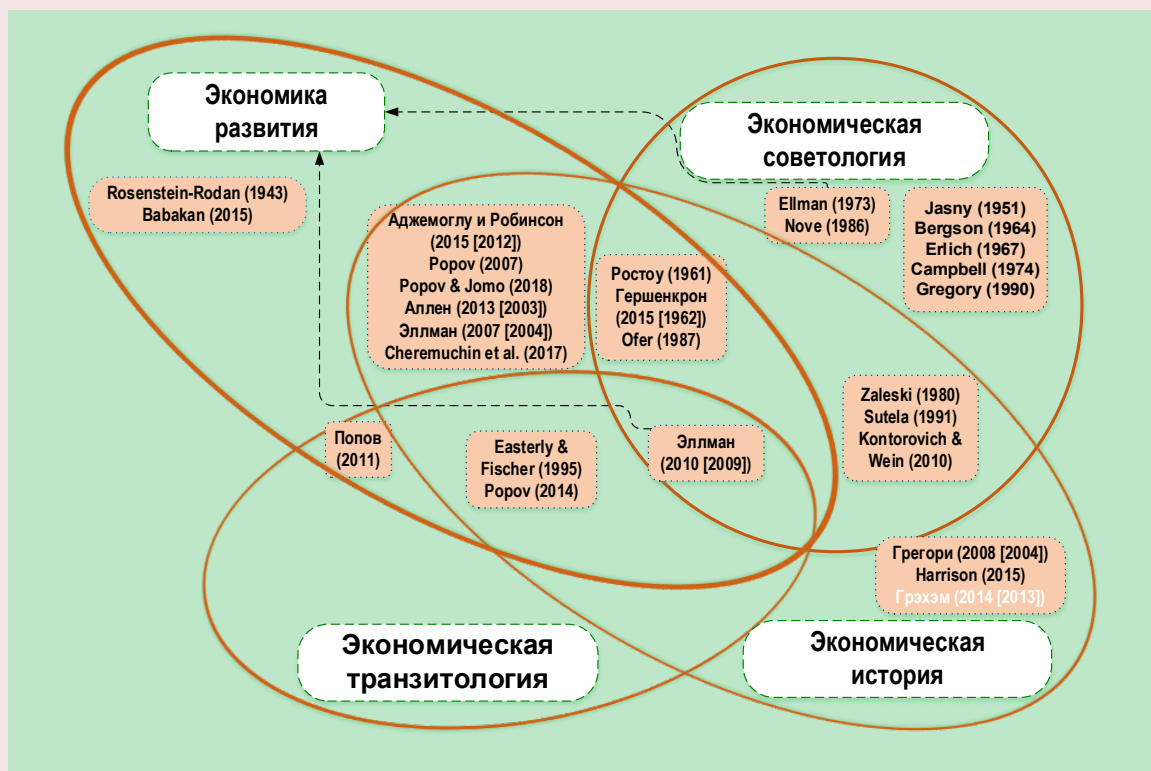 Экономика
развития
Экономическая
советология
Rosenstein-Rodan (1943)
Babakan (2015)
Аджемоглу и Робинсон
(2015 [2012])
Popov (2007)
Popov & Jomo (2018)
Аллен (2013 [2003])
Эллман (2007 [2004])
Cheremuchin et al. (2017)
Ростоу (1961)
Гершенкрон
(2015 [1962])
Ofer (1987)
Ellman (1973)
Nove (1986)
Jasny (1951)
Bergson (1964)
Erlich (1967)
Campbell (1974)
Gregory (1990)
Попов
(2011)
Easterly &
Fischer (1995)
Popov (2014)
Эллман
(2010 [2009])
Zaleski (1980)
Sutela (1991)
Kontorovich &
Wein (2010)
Грегори (2008 [2004])
Harrison (2015)
Грэхэм (2014 [2013])
Экономическая
транзитология
Экономическая
история